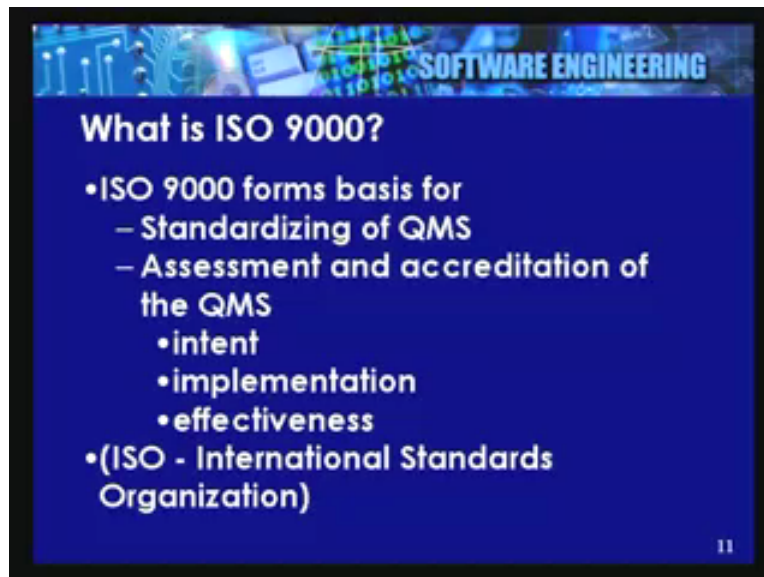 SOFTWARE ENGINEERING
What is ISO 9000?
•ISO 9000 forms basis for
– Standardizing of QMS
– Assessment and accreditation of
the QMS
•intent
•implementation
•effectiveness
•(ISO - International Standards
Organization)
11